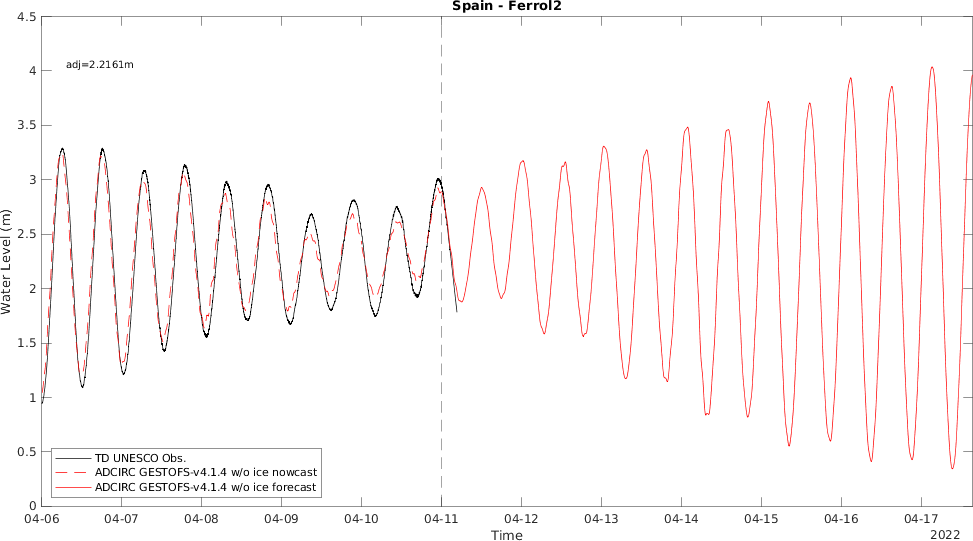 Spain - Ferrol2
4.5
4
3.5
3
2.5
2
1.5
1
0.5
0
Water Level (m)
adj=2.2161m
TD UNESCO Obs.
ADCIRC GESTOFS-v4.1.4 w/o ice nowcast
ADCIRC GESTOFS-v4.1.4 w/o ice forecast
04-06 04-07 04-08 04-09 04-10 04-11 04-12 04-13 04-14 04-15 04-16 04-17
2022
Time